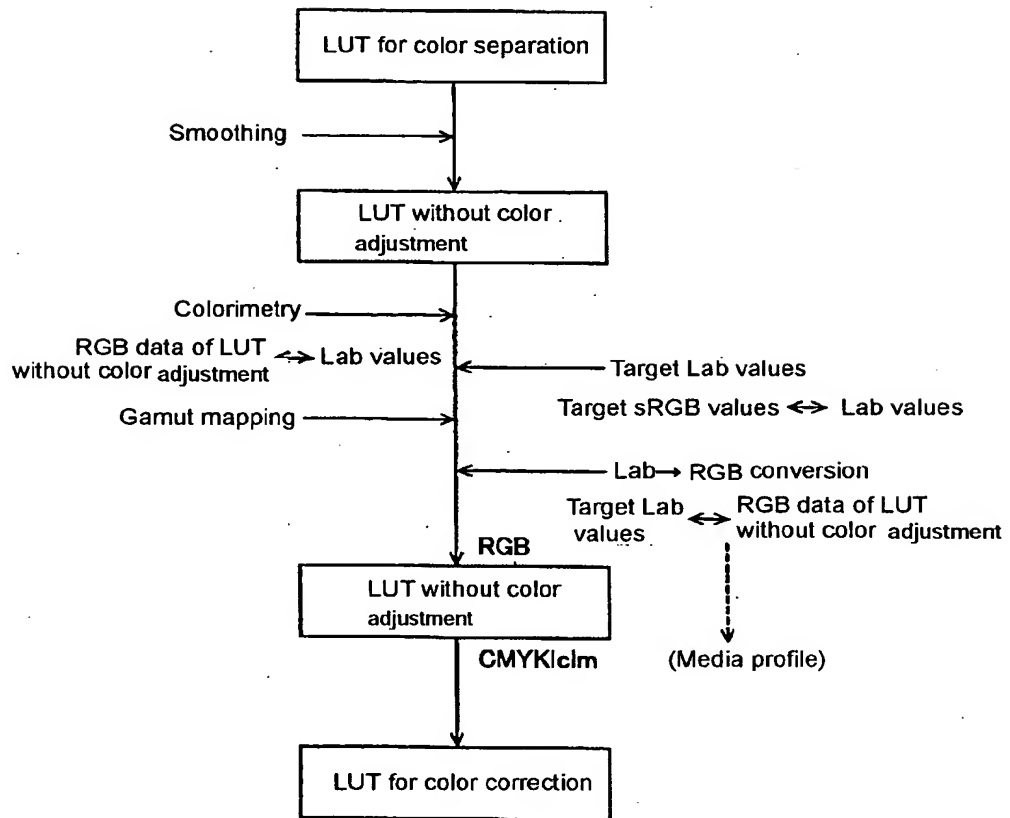 LUT for color separation
Smoothing
LUT without color
adjustment
Colorimetry
RGB data of LUT
without color adjustment
Lab values
Target Lab values
Target sRGB values
Lab values
Gamut mapping
Lab
RGB conversion
Target Lab
values
RGB data of LUT
without color adjustment
RGB
LUT without color
adjustment
CMYKlclm
(Media profile)
LUT for color correction